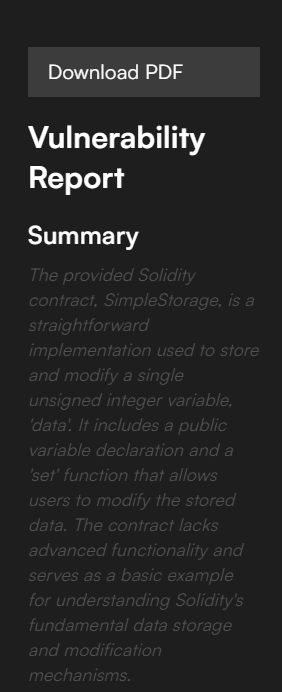 Download PDF
Vulnerability
Report
Summary
The provided Solidity
contract, SimpleStorage, is a
straightforward
implementation used to store
and modify a single
unsigned integer variable,
'data'. It includes a public
variable declaration and a
'set' function that allows
users to modify the stored
data. The contract lacks
advanced functionality and
serves as a basic example
for understanding Solidity's
fundamental data storage
and modification
mechanisms.